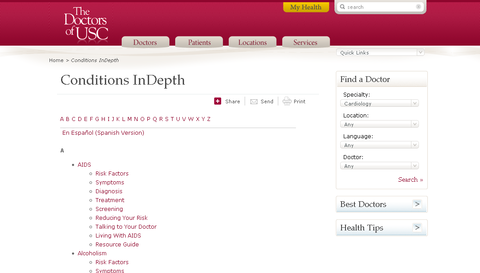 The
Doctors
of USC
My Health
search
Doctors
Patients
Locations
Services
Quick Links
Home > Conditions InDepth
Conditions InDepth
Share
Send
Print
A B C D E F G H I J K L M N O P Q R S T U V W X Y Z
En Español (Spanish Version)
A
AIDS
Risk Factors
Symptoms
Diagnosis
Treatment
Screening
Reducing Your Risk
Talking to Your Doctor
Living With AIDS
Resource Guide
Alcoholism
Risk Factors
Symptoms
Find a Doctor
Specialty:
Cardiology
Location:
Any
Language:
Any
Doctor:
Any
Search »
Best Doctors
>
Health Tips
>